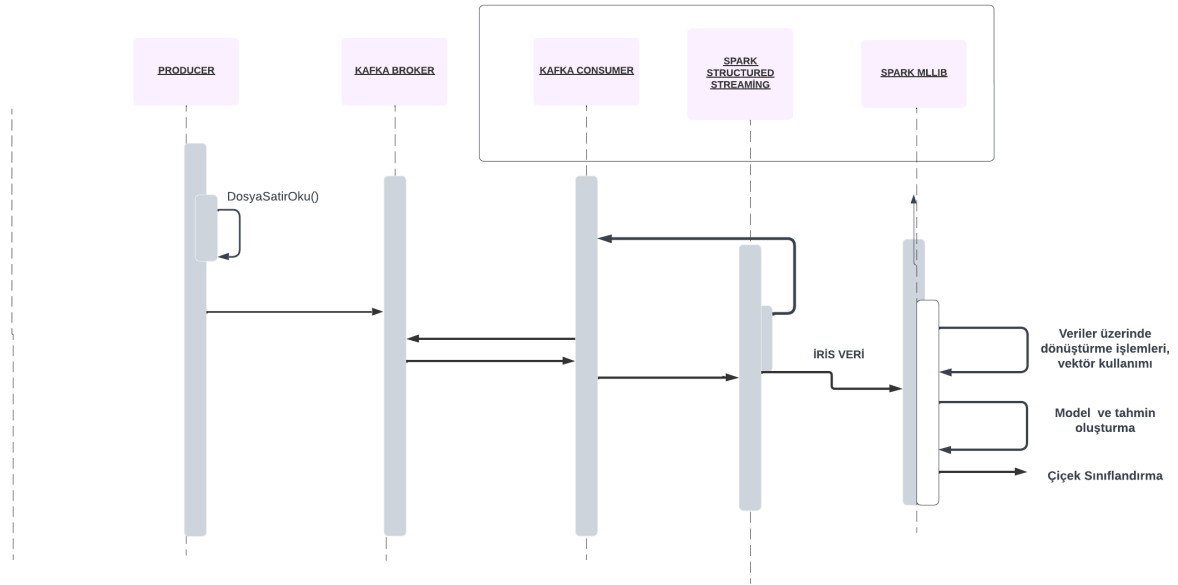 PRODUCER
KAFKA BROKER
KAFKA CONSUMER
SPARK
STRUCTURED
STREAMİNG
SPARK MLLIB
DosyaSatirOku()
İRİS VERİ
Veriler üzerinde
dönüştürme işlemleri,
vektör kullanımı
Model ve tahmin
oluşturma
Çiçek Sınıflandırma